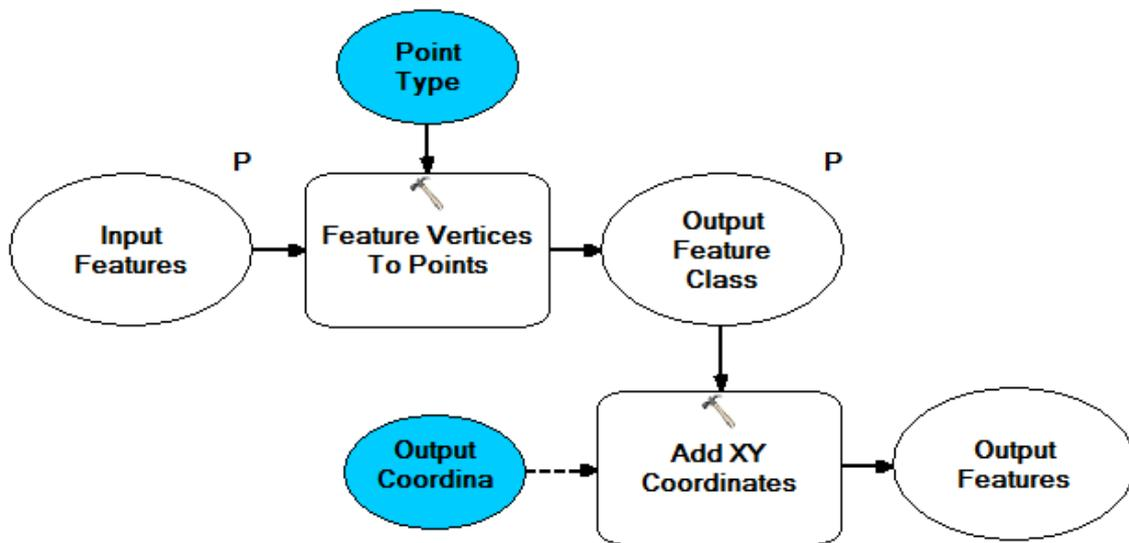 Point
Type
P
P
Input
Features
Feature Vertices
To Points
Output
Feature
Class
Output
Coordina
Add XY
Coordinates
Output
Features